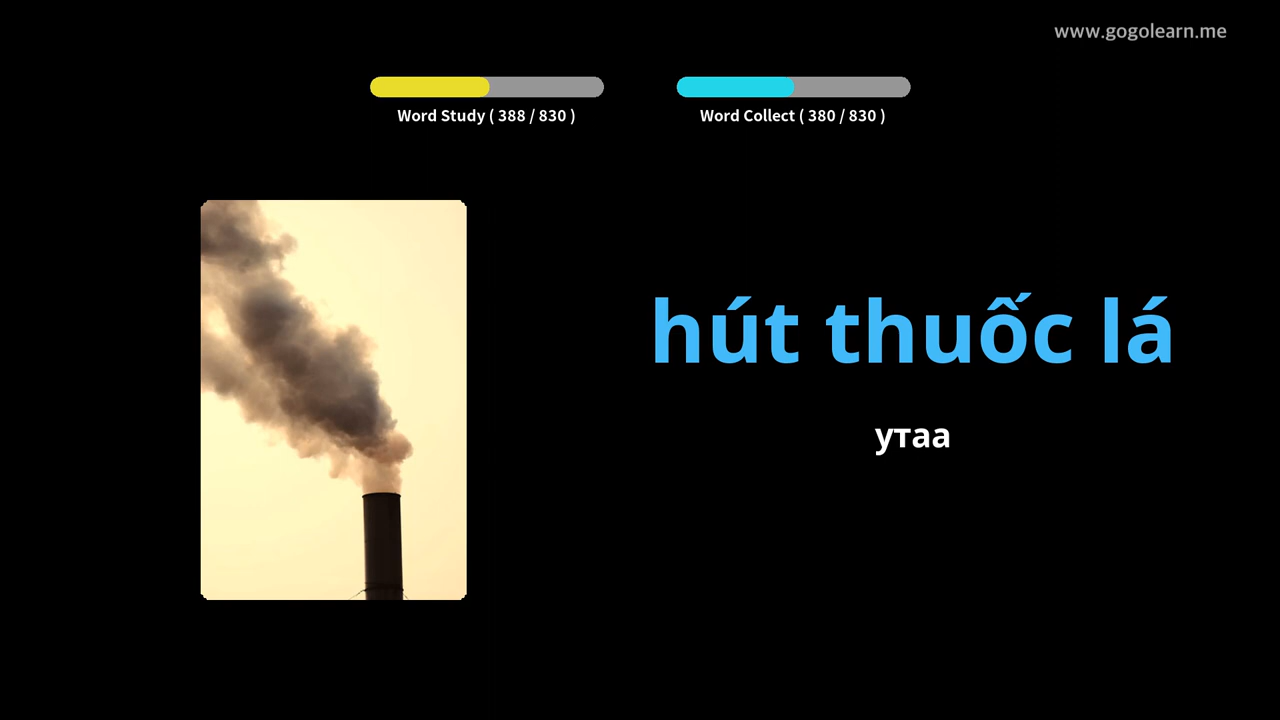 www.gogolearn.me
Word Study ( 388 / 830 )
Word Collect ( 380 / 830 )
hút thuốc lá
утаа